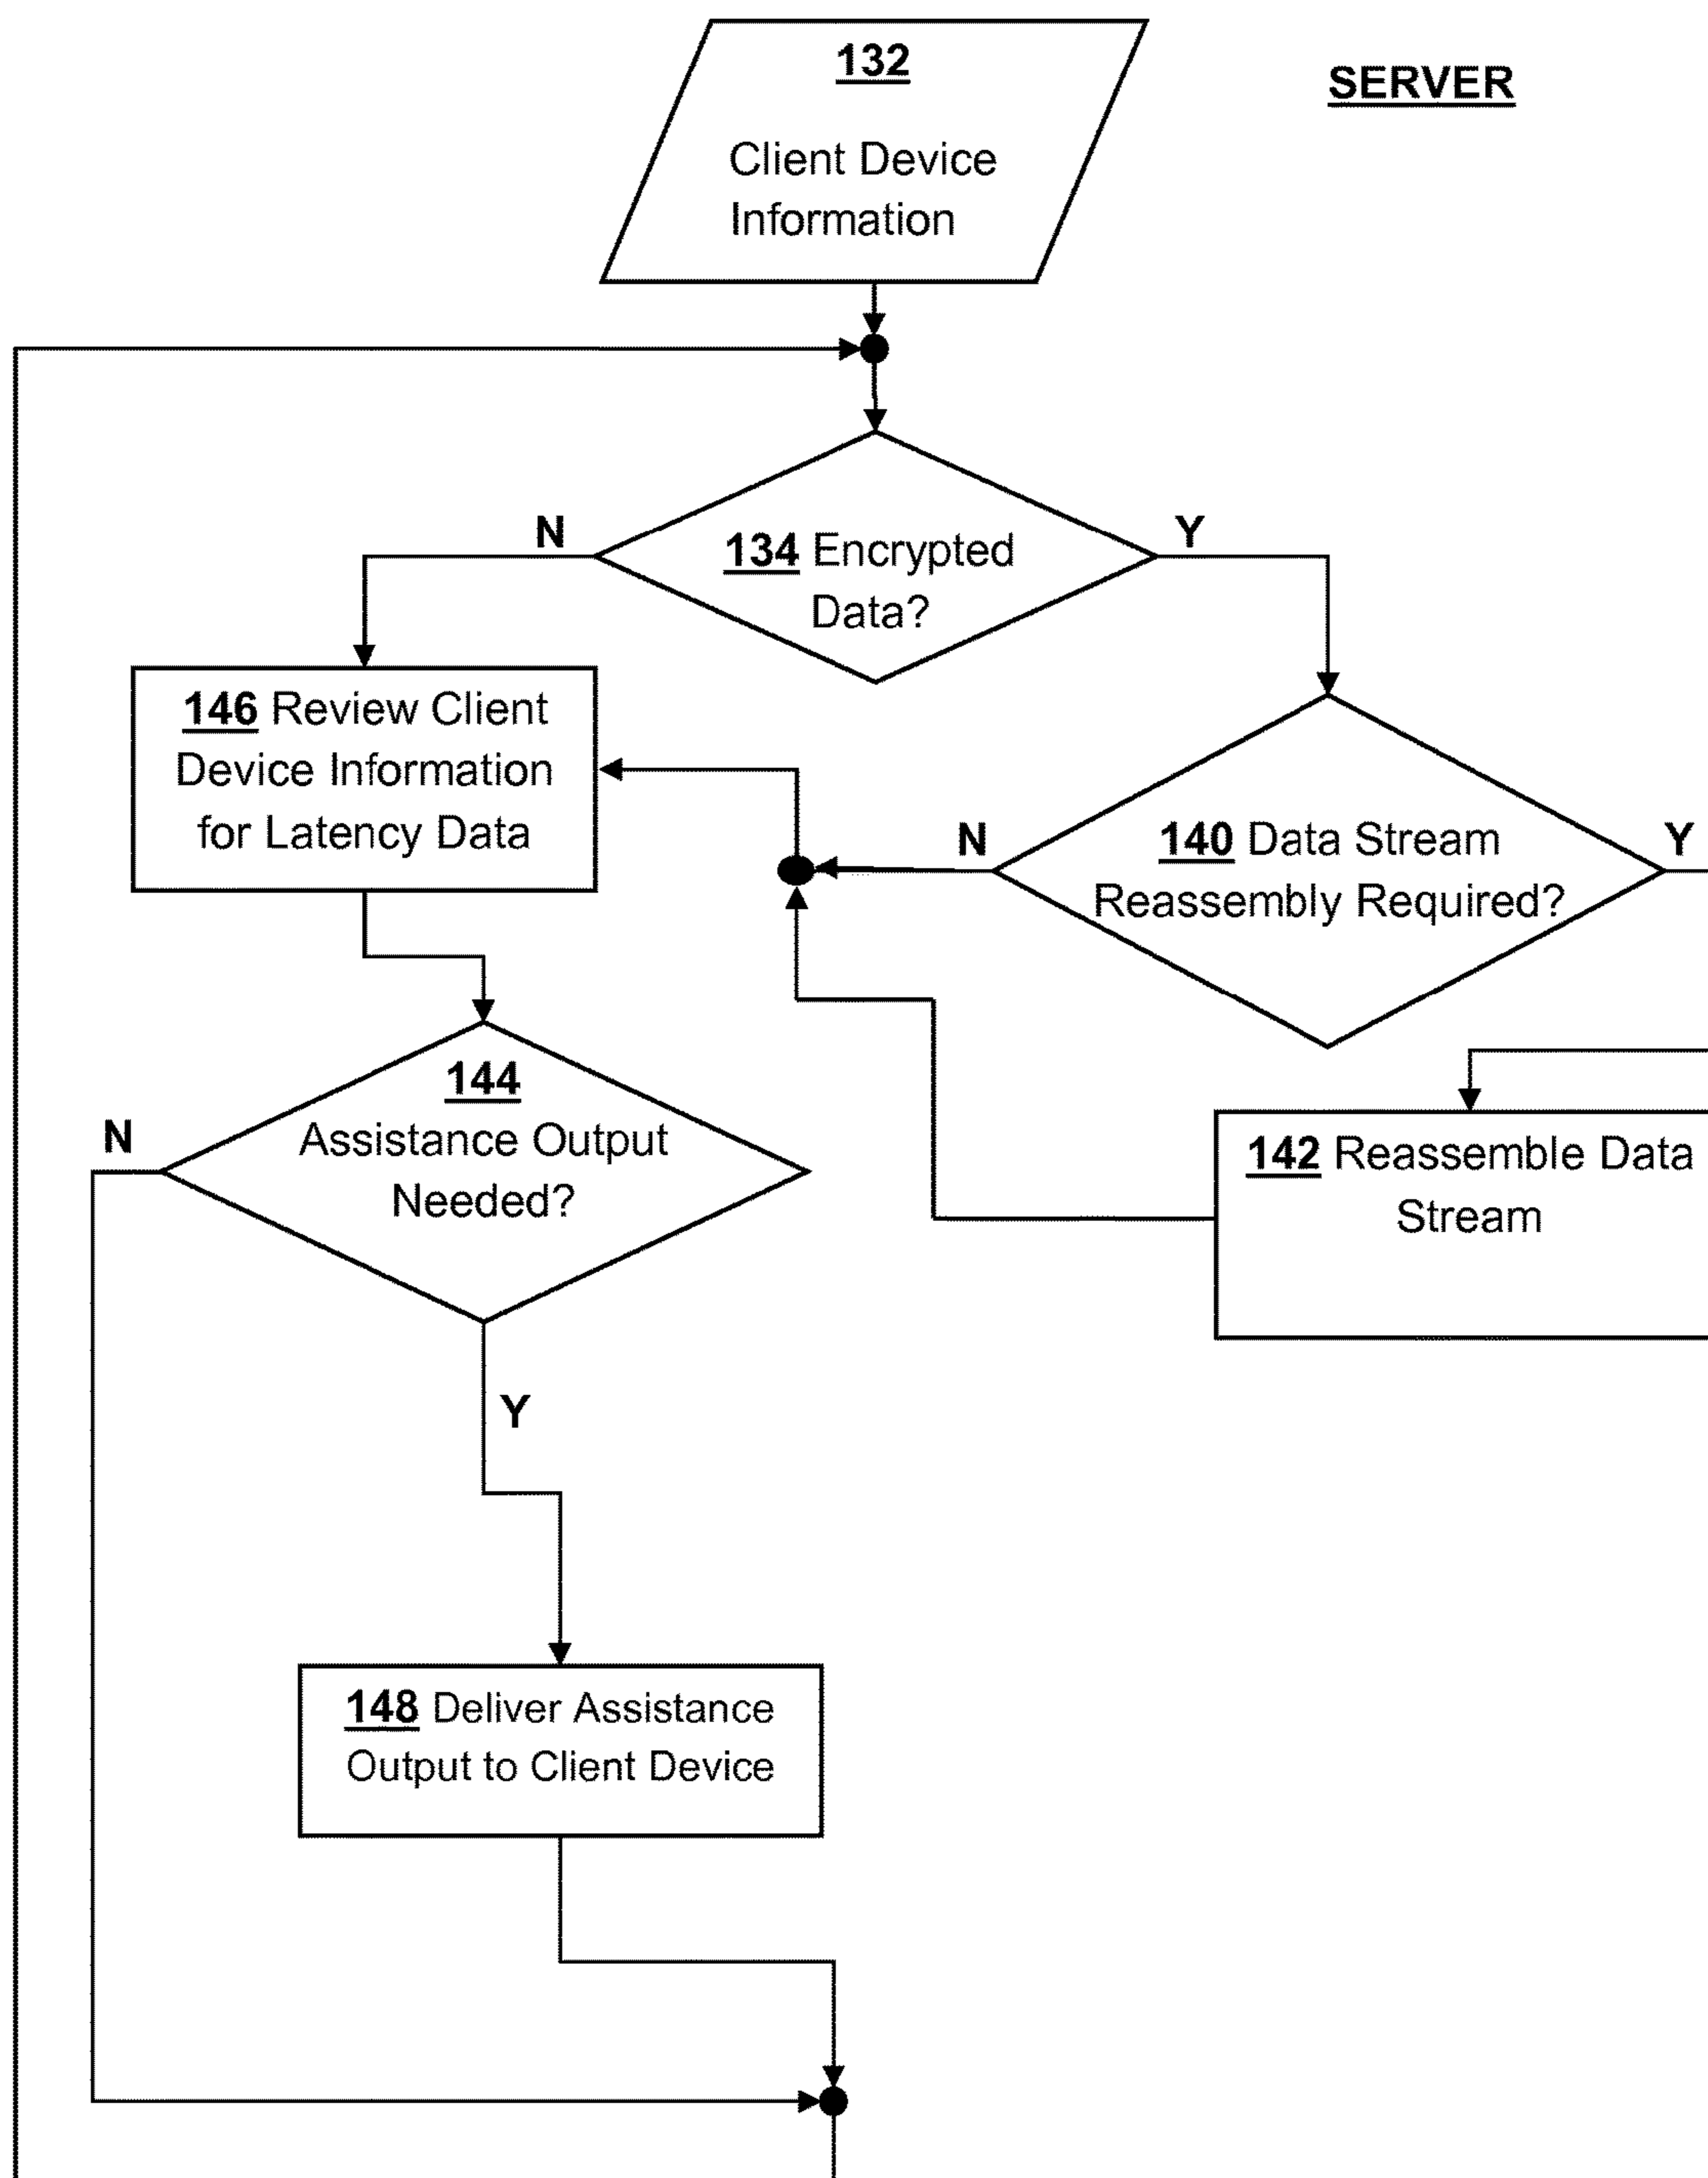 132
SERVER
Client Device
Information
N
Y
134 Encrypted
Data?
146 Review Client
Device Information
for Latency Data
N
140 Data Stream
Reassembly Required?
Y
144
Assistance Output
Needed?
N
142 Reassemble Data
Stream
Y
148 Deliver Assistance
Output to Client Device